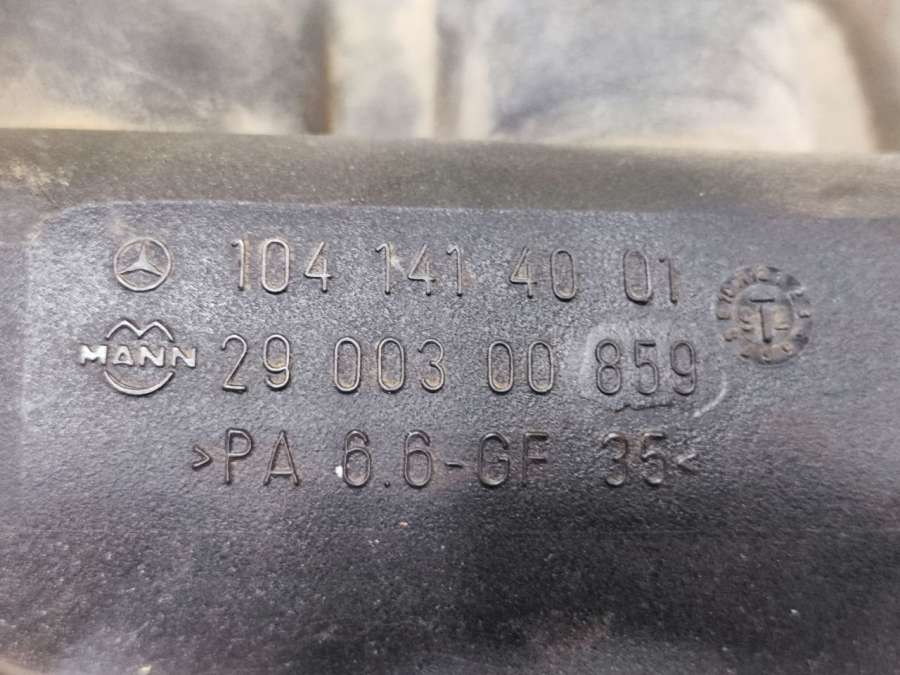 104 141 40 01
MANN 29 003 00 859
>PA 6.6-GF 35<